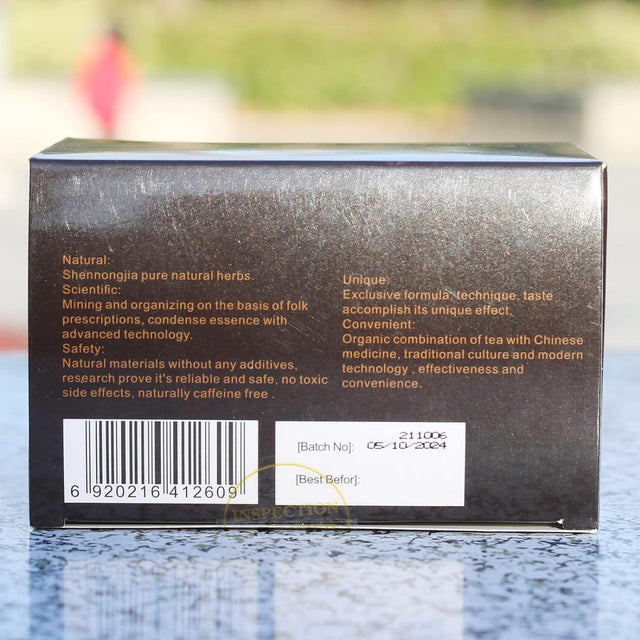 Natural:
Shennongjia pure natural herbs.
Scientific:
Mining and organizing on the basis of folk
prescriptions, condense essence with
advanced technology.
Safety:
Natural materials without any additives,
research prove it's reliable and safe, no toxic
side effects, naturally caffeine free .
Unique:
Exclusive formula, technique, taste
accomplish its unique effect,
Convenient:
Organic combination of tea with Chinese
medicine, traditional culture and modern
technology , effectiveness and
convenience.
6 920216 412609
211006
[Batch No]: 05/10/2024
[Best Befor]:
INSPECTION